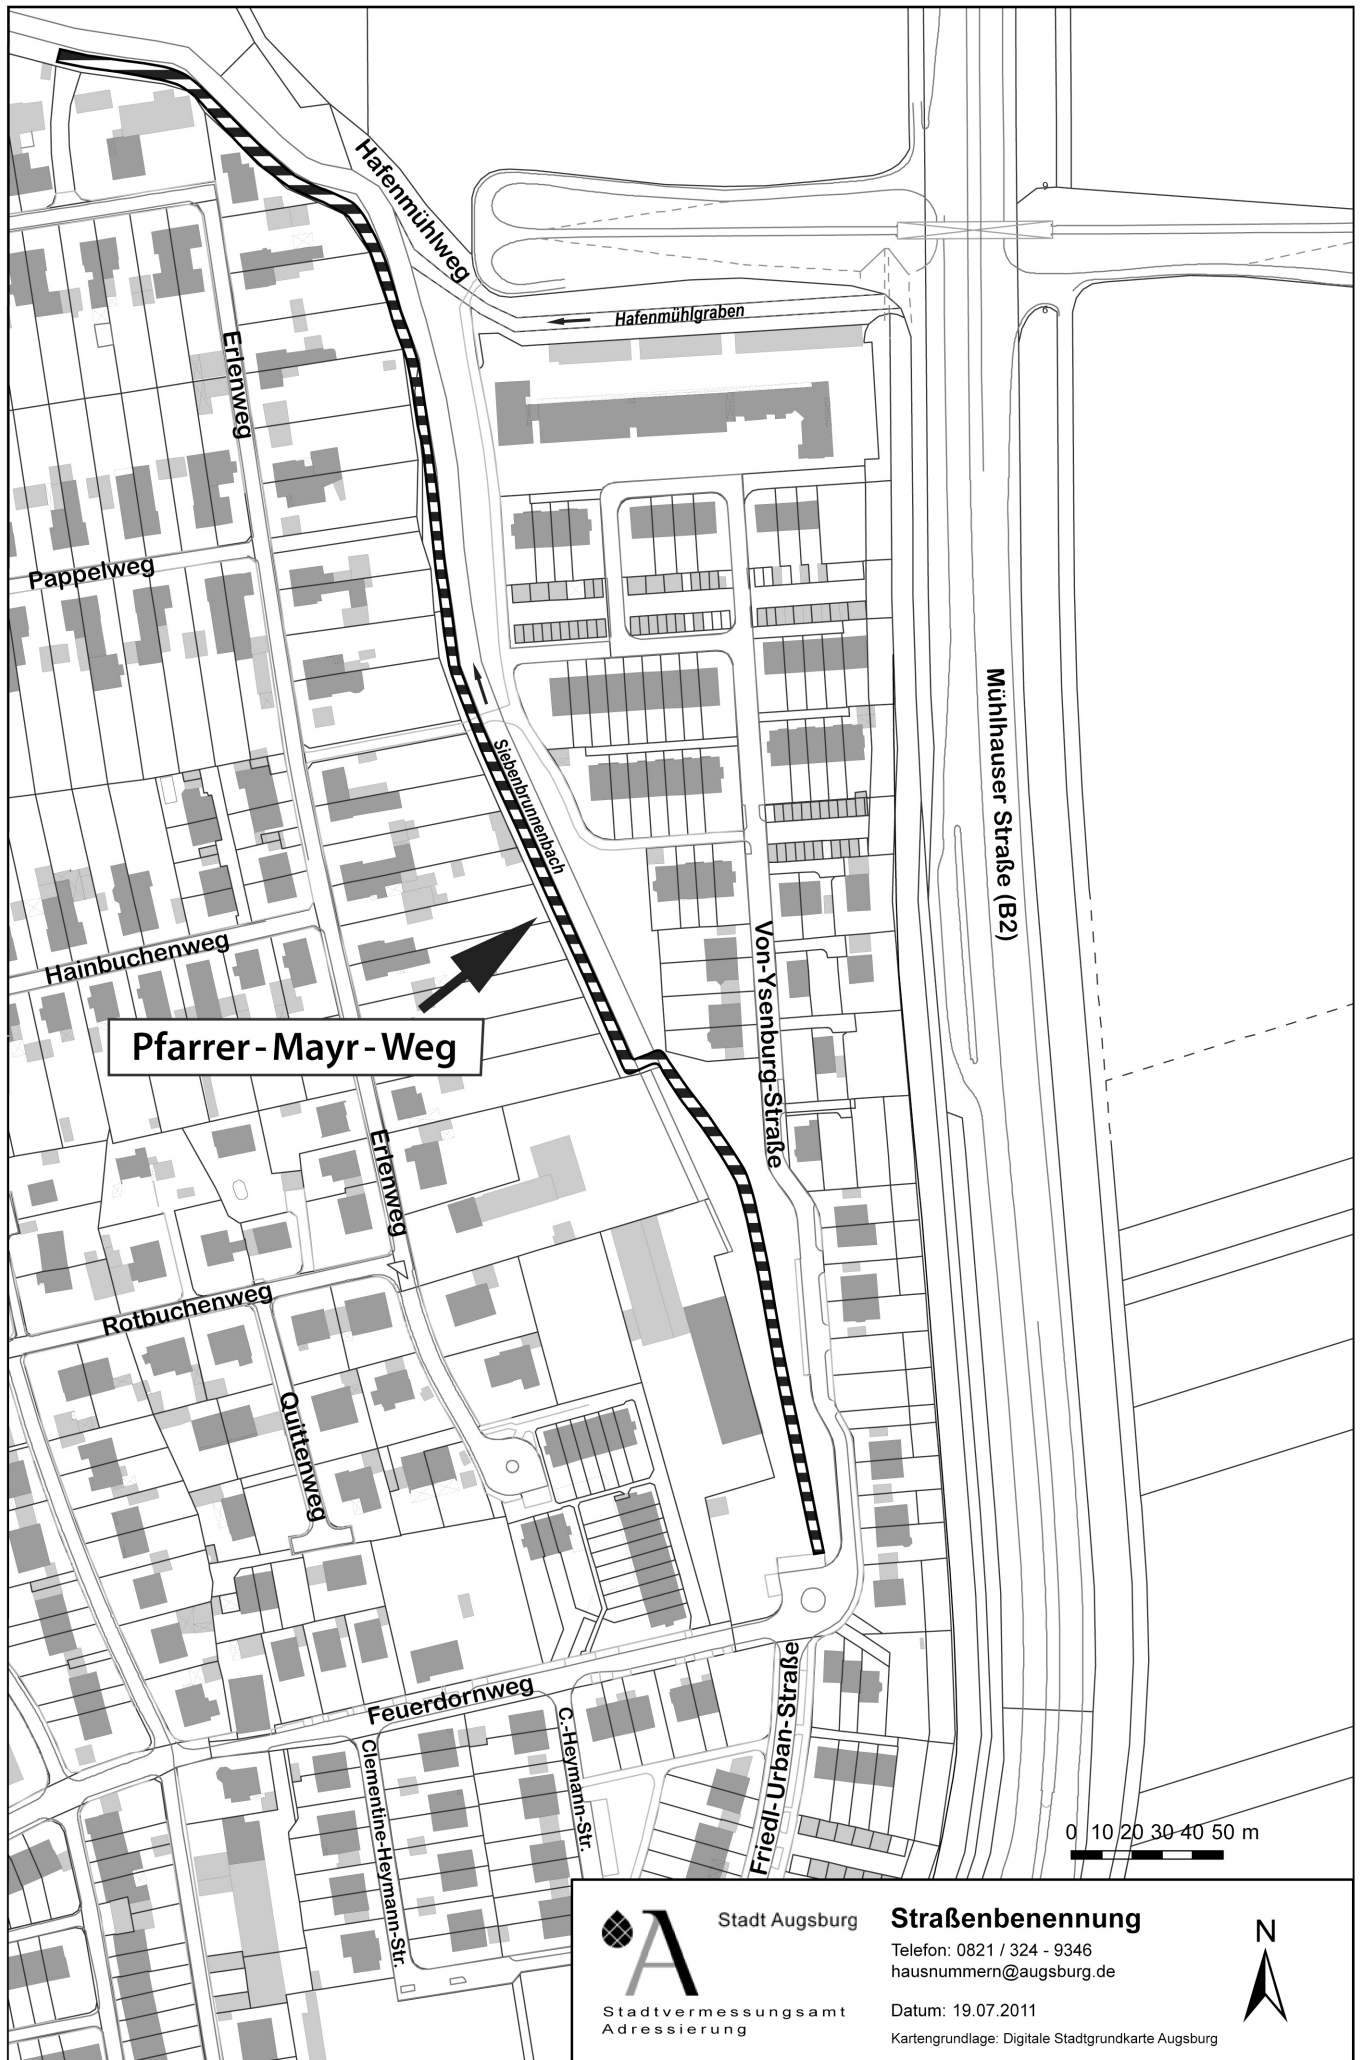 Hafenmühlweg
9
Hafenmühlgraben
6
Erlenweg
Pappelweg
Mühlhauser Straße (B2)
Siebenbrunnenbach
Hainbuchenweg
Von-Ysenburg-Straße
Pfarrer-Mayr-Weg
Erlenweg
Rotbuchenweg
Quittenweg
Feuerdornweg
Friedl-Urban-Straße
C.-Heymann-Str.
Clementine-Heymann-Str.
0 10 20 30 40 50 m
A
Stadt Augsburg
Stadtvermessungsamt
Adressierung
Straßenbenennung
Telefon: 0821 / 324 - 9346
hausnummern@augsburg.de
Datum: 19.07.2011
Kartengrundlage: Digitale Stadtgrundkarte Augsburg
N